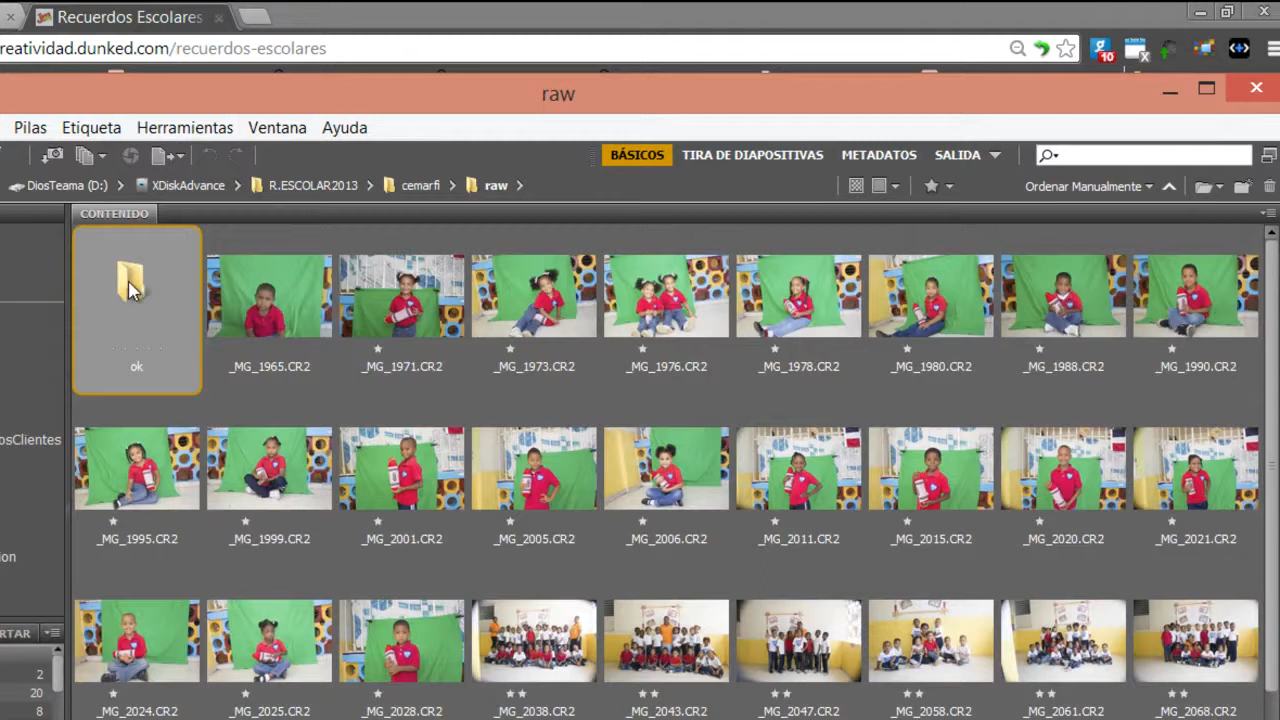 Recuerdos Escolares
reatividad.dunked.com/recuerdos-escolares
10
X
raw
Pilas Etiqueta Herramientas Ventana Ayuda
BÁSICOS TIRA DE DIAPOSITIVAS METADATOS SALIDA
DiosTeama (D:) XDiskAdvance R.ESCOLAR2013 cemarfi raw
Ordenar Manualmente
CONTENIDO
ok _MG_1965.CR2 _MG_1971.CR2 _MG_1973.CR2 _MG_1976.CR2 _MG_1978.CR2 _MG_1980.CR2 _MG_1988.CR2 _MG_1990.CR2
osClientes
_MG_1995.CR2 _MG_1999.CR2 _MG_2001.CR2 _MG_2005.CR2 _MG_2006.CR2 _MG_2011.CR2 _MG_2015.CR2 _MG_2020.CR2 _MG_2021.CR2
ion
RTAR
2
20
8
_MG_2024.CR2 _MG_2025.CR2 _MG_2028.CR2 _MG_2038.CR2 _MG_2043.CR2 _MG_2047.CR2 _MG_2058.CR2 _MG_2061.CR2 _MG_2068.CR2